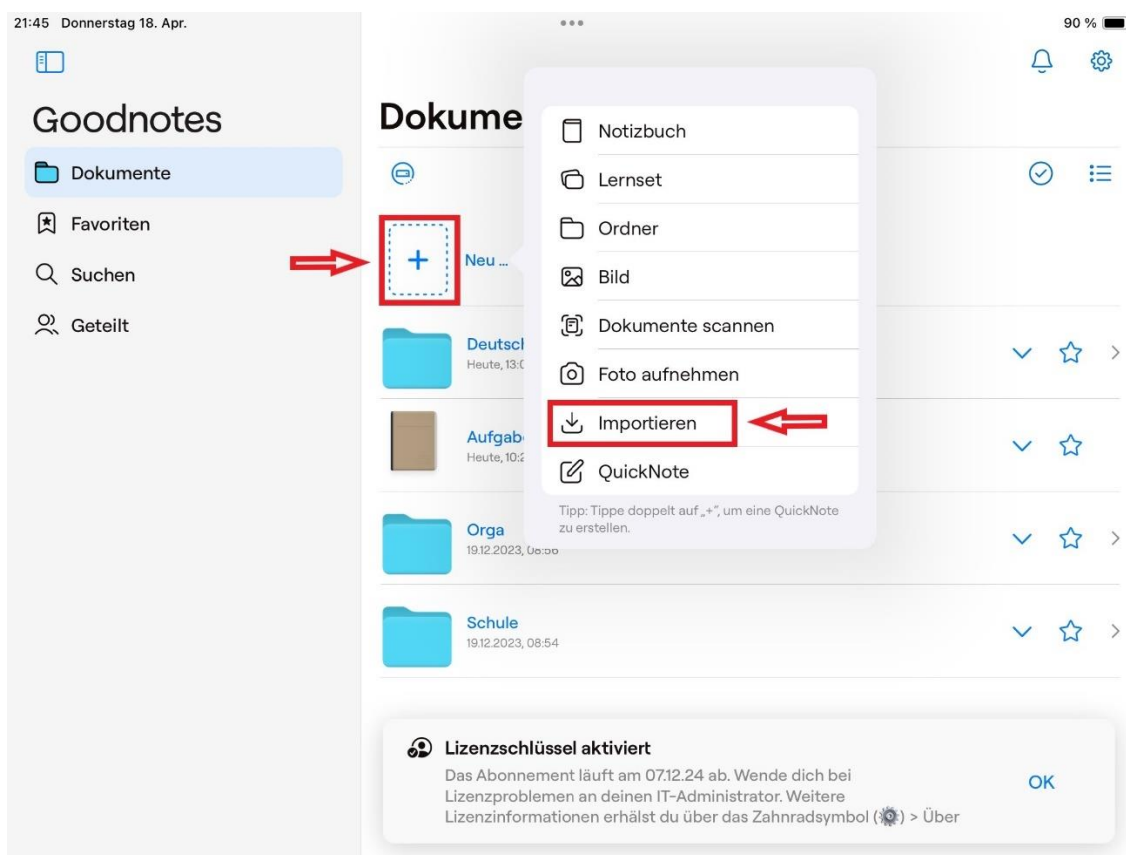 21:45 Donnerstag 18. Apr.
90 %
Goodnotes
Dokumente
Favoriten
Suchen
Geteilt
Dokume
Neu ...
Notizbuch
Lernset
Ordner
Bild
Dokumente scannen
Foto aufnehmen
Importieren
QuickNote
Tipp: Tippe doppelt auf „+“, um eine QuickNote
zu erstellen.
Deutsch
Heute, 13:0
Aufgab
Heute, 10:2
Orga
19.12.2023, 08:56
Schule
19.12.2023, 08:54
Lizenzschlüssel aktiviert
Das Abonnement läuft am 07.12.24 ab. Wende dich bei
Lizenzproblemen an deinen IT-Administrator. Weitere
Lizenzinformationen erhälst du über das Zahnradsymbol (⚙) > Über
OK